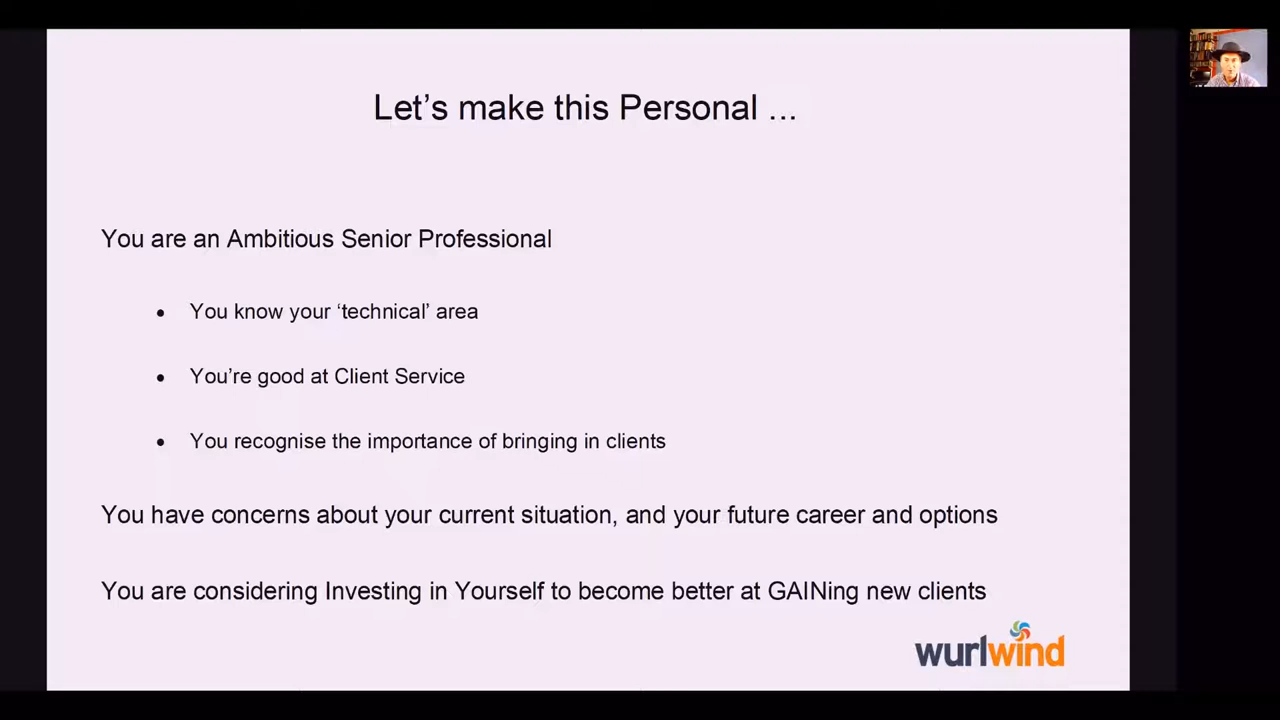 Let’s make this Personal ...
You are an Ambitious Senior Professional
• You know your ‘technical’ area
• You’re good at Client Service
• You recognise the importance of bringing in clients
You have concerns about your current situation, and your future career and options
You are considering Investing in Yourself to become better at GAINing new clients
wurlwind